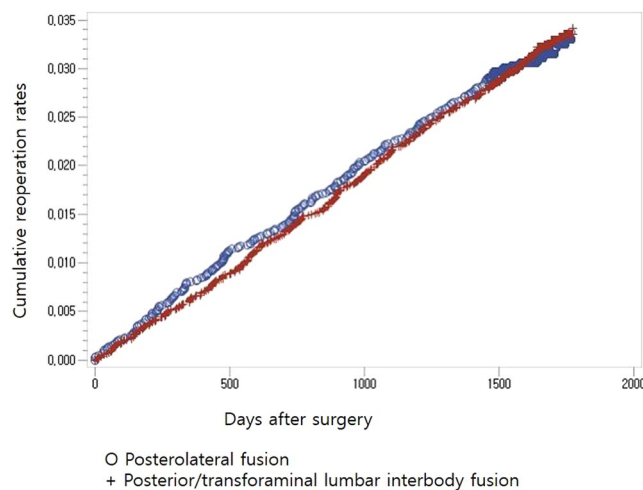 Cumulative reoperation rates
0,035
0,030
0,025
0,020
0,015
0,010
0,005
0,000
0 500 1000 1500 2000
Days after surgery
O Posterolateral fusion
+ Posterior/transforaminal lumbar interbody fusion